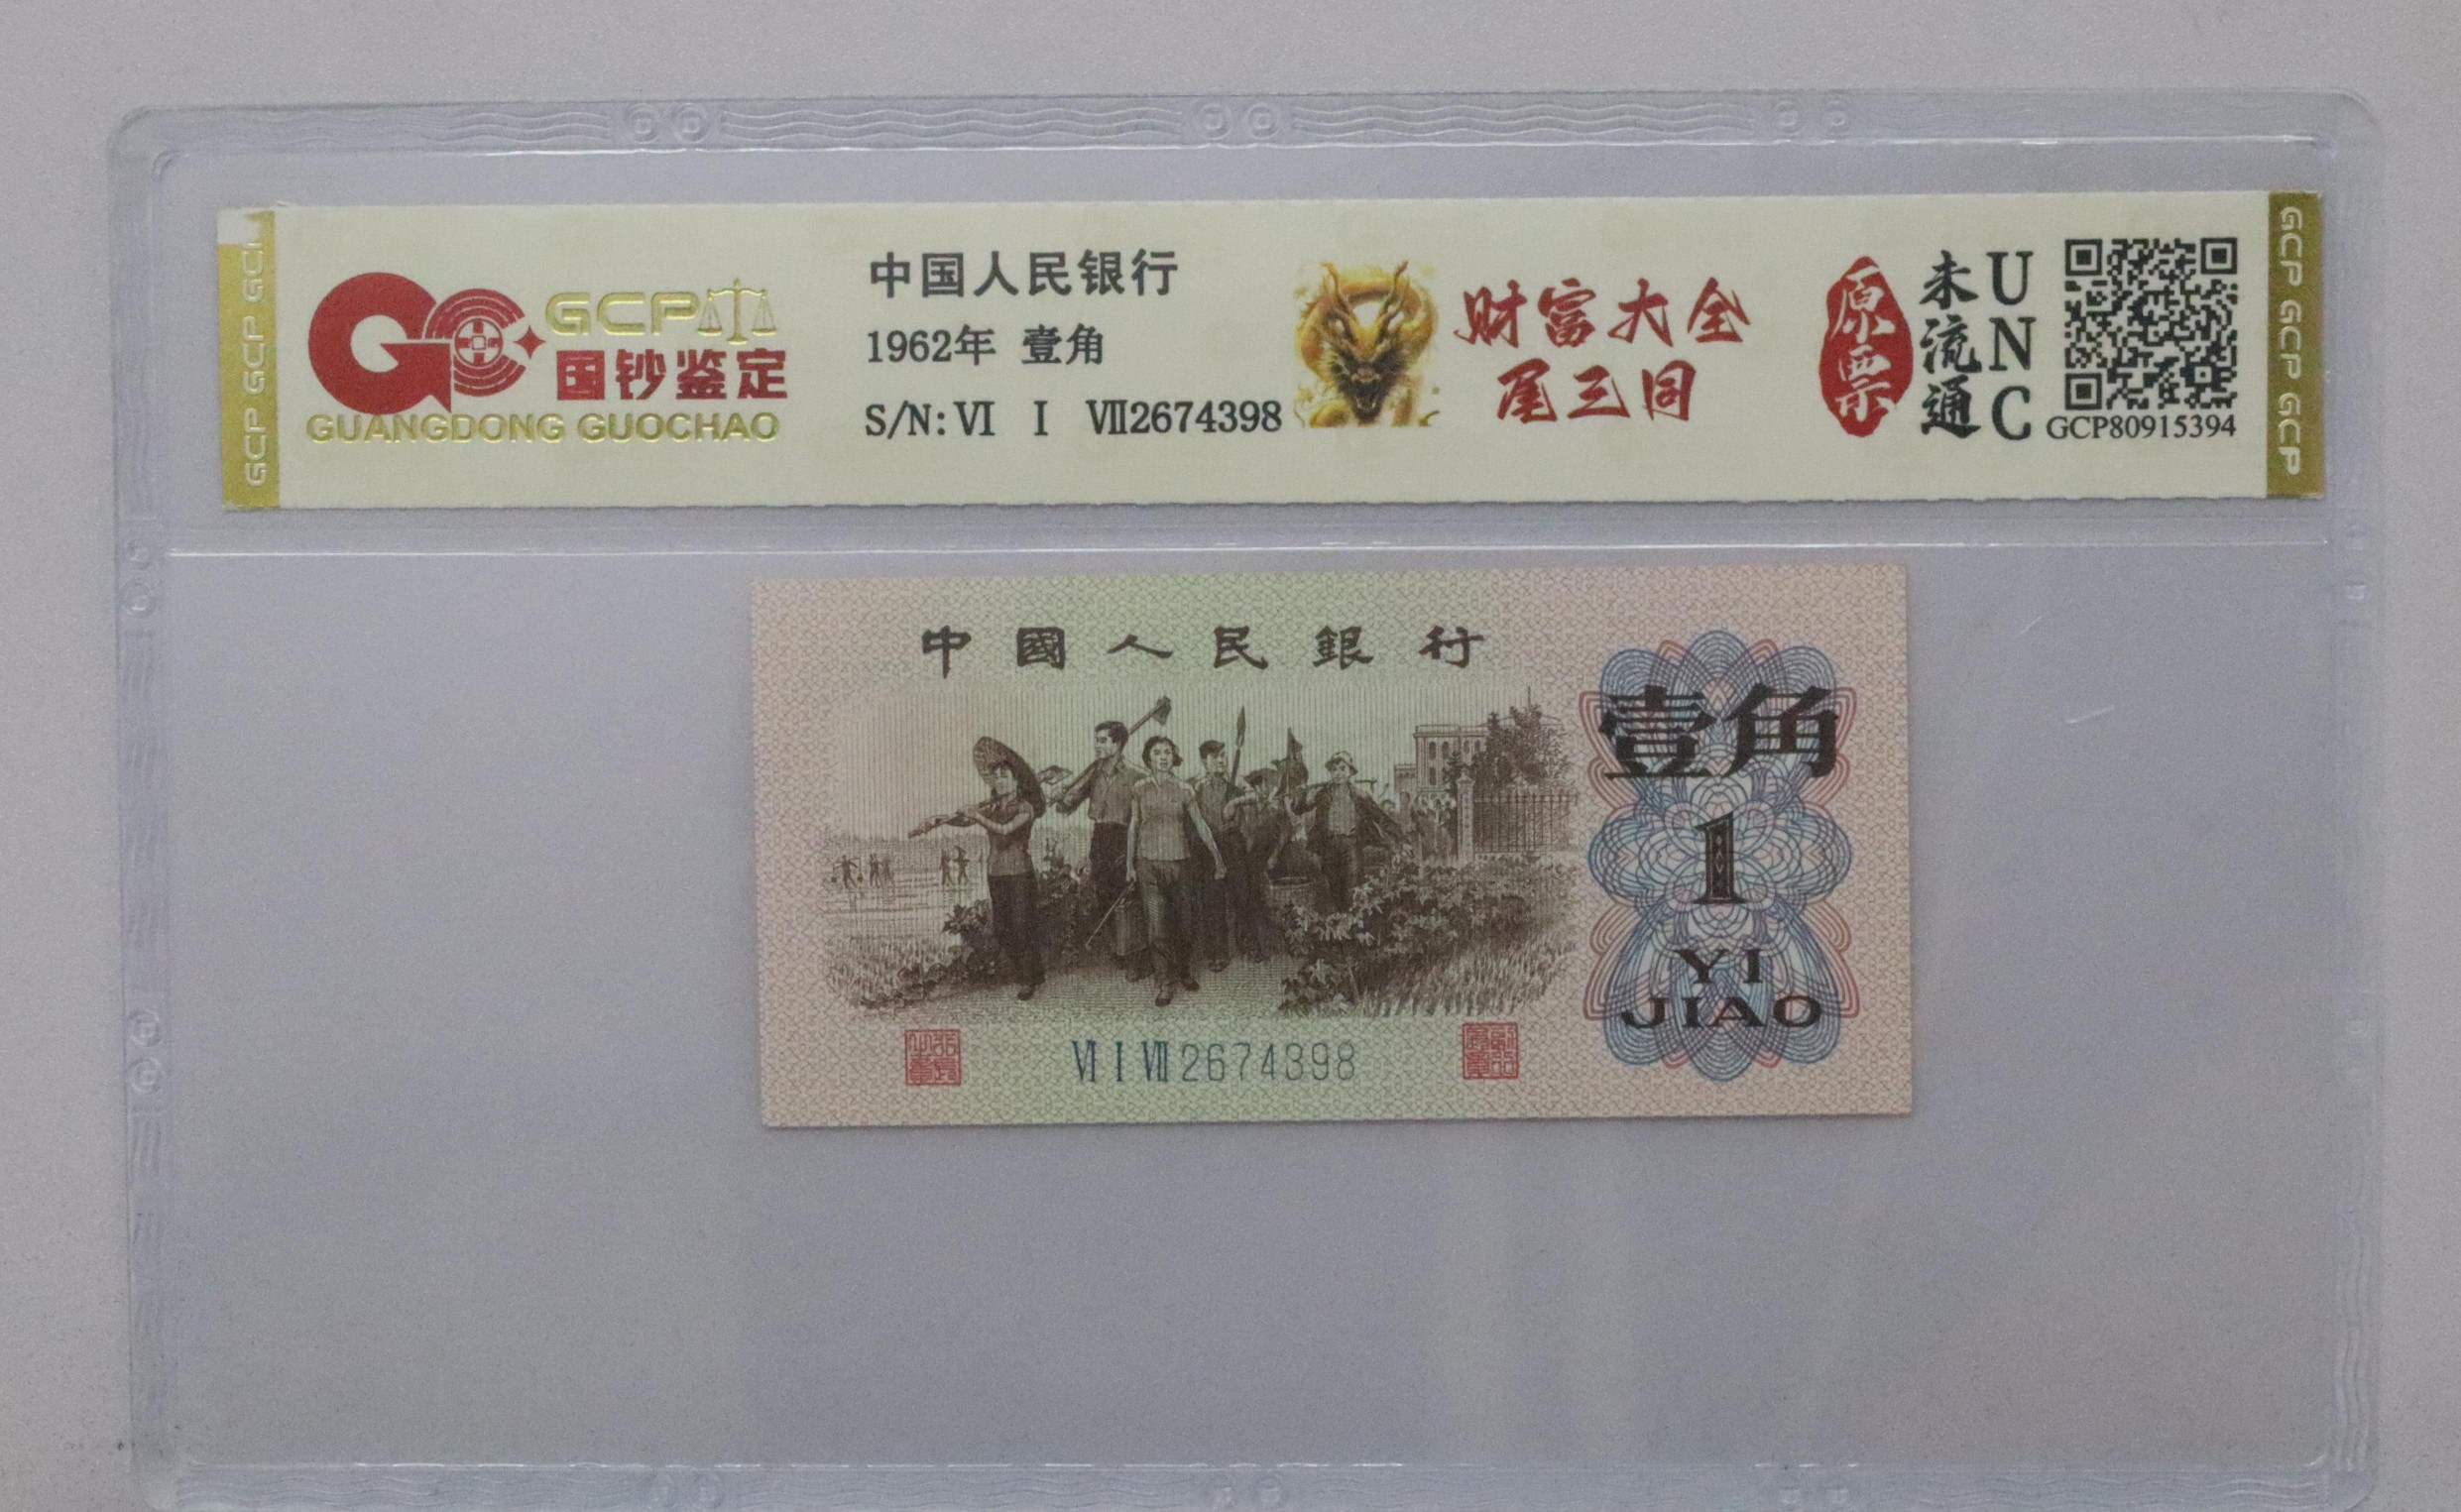 GCP
国钞鉴定
GUANGDONG GUOCHAO
中国人民银行
1962年 壹角
S/N: Ⅵ Ⅰ Ⅶ2674398
财富大全
尾三同
原票
未流通
UNC
GCP80915394
GCP GCP GCP
GCP GCP GCP
中國人民銀行
壹角
1
YI
JIAO
Ⅵ Ⅰ Ⅶ 2674398